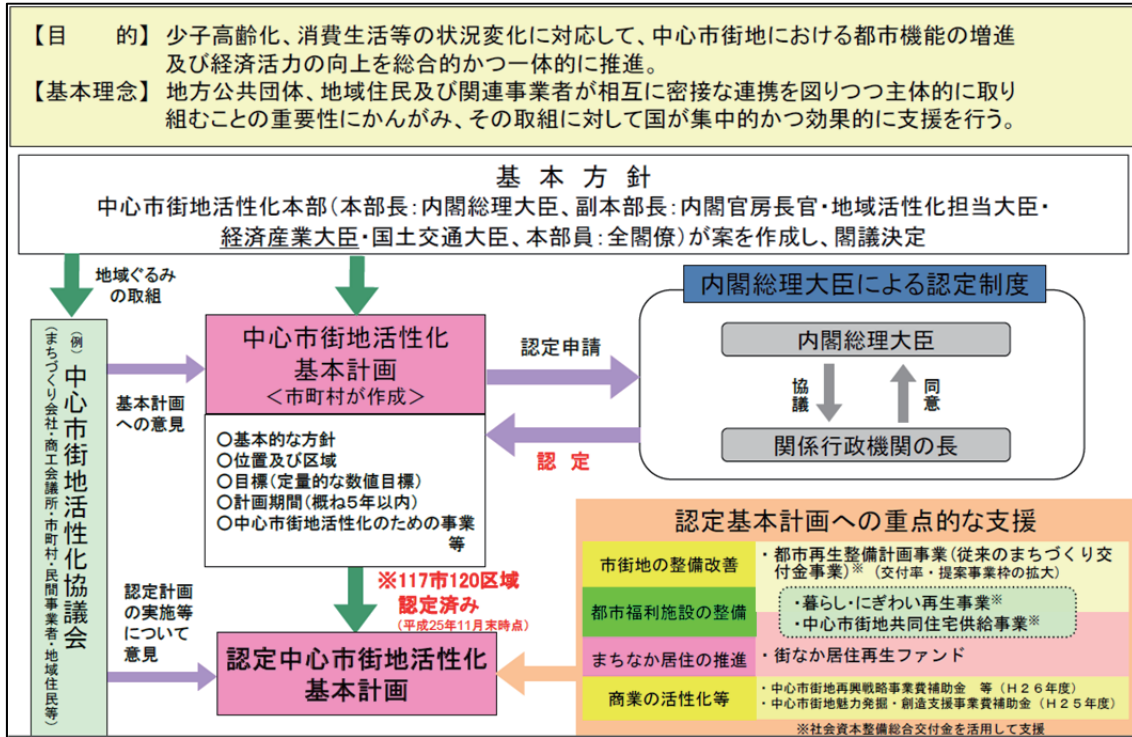 【目　　的】 少子高齢化、消費生活等の状況変化に対応して、中心市街地における都市機能の増進
及び経済活力の向上を総合的かつ一体的に推進。
【基本理念】 地方公共団体、地域住民及び関連事業者が相互に密接な連携を図りつつ主体的に取り
組むことの重要性にかんがみ、その取組に対して国が集中的かつ効果的に支援を行う。
基 本 方 針
中心市街地活性化本部(本部長:内閣総理大臣、副本部長:内閣官房長官・地域活性化担当大臣・
経済産業大臣・国土交通大臣、本部員:全閣僚)が案を作成し、閣議決定
地域ぐるみ
の取組
(例)
中心市街地活性化協議会
(まちづくり会社・商工会議所・市町村・民間事業者・地域住民等)
基本計画
への意見
認定計画
の実施等
について
意見
中心市街地活性化
基本計画
<市町村が作成>
○基本的な方針
○位置及び区域
○目標(定量的な数値目標)
○計画期間(概ね5年以内)
○中心市街地活性化のための事業
等
※117市120区域
認定済み
(平成25年11月末時点)
認定中心市街地活性化
基本計画
認定申請
認 定
内閣総理大臣による認定制度
内閣総理大臣
協議
同意
関係行政機関の長
認定基本計画への重点的な支援
市街地の整備改善
・都市再生整備計画事業(従来のまちづくり交
付金事業)※ (交付率・提案事業枠の拡大)
都市福利施設の整備
・暮らし・にぎわい再生事業※
・中心市街地共同住宅供給事業※
まちなか居住の推進
・街なか居住再生ファンド
商業の活性化等
・中心市街地再興戦略事業費補助金 等(H26年度)
・中心市街地魅力発掘・創造支援事業費補助金(H25年度)
※社会資本整備総合交付金を活用して支援